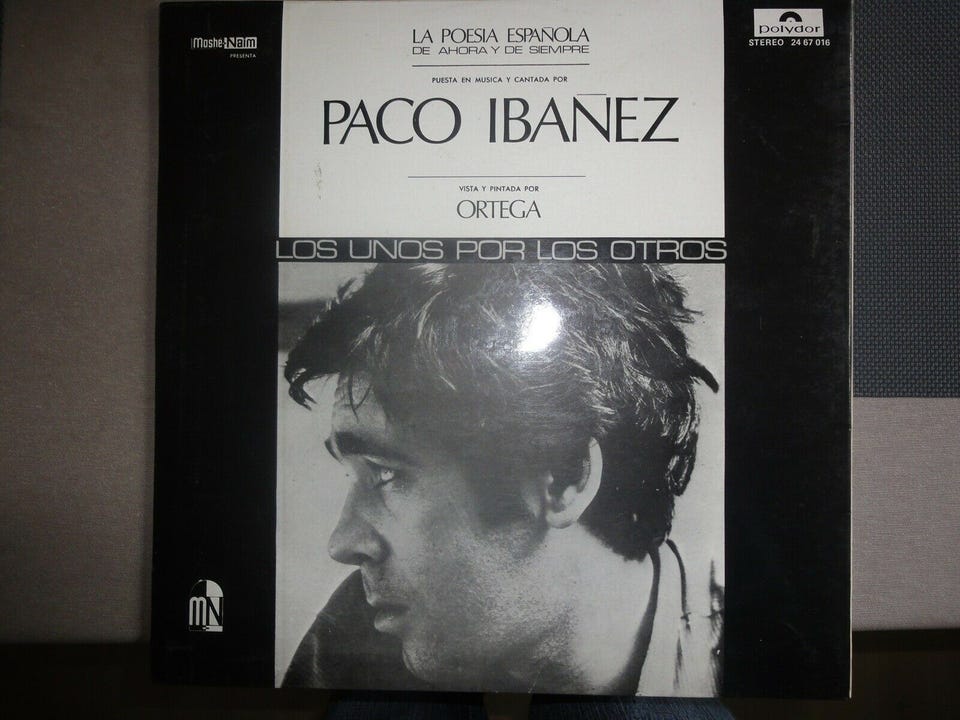 Moshe-Naïm
PRESENTA
LA POESIA ESPAÑOLA
DE AHORA Y DE SIEMPRE
PUESTA EN MUSICA Y CANTADA POR
PACO IBAÑEZ
VISTA Y PINTADA POR
ORTEGA
Polydor
STEREO 24 67 016
LOS UNOS POR LOS OTROS
MN